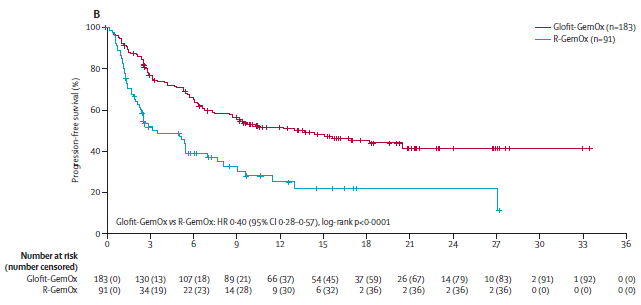 B
Glofit-GemOx (n=183)
R-GemOx (n=91)
Progression-free survival (%)
100
80
60
40
20
0
Glofit-GemOx vs R-GemOx: HR 0·40 (95% CI 0·28–0·57), log-rank p<0·0001
0 3 6 9 12 15 18 21 24 27 30 33 36
Number at risk
(number censored)
Glofit-GemOx 183 (0) 130 (13) 107 (18) 89 (21) 66 (37) 54 (45) 37 (59) 26 (67) 14 (79) 10 (83) 2 (91) 1 (92) 0 (0)
R-GemOx 91 (0) 34 (19) 22 (23) 14 (28) 9 (30) 6 (32) 2 (36) 2 (36) 2 (36) 2 (36) 0 (0) 0 (0) 0 (0)